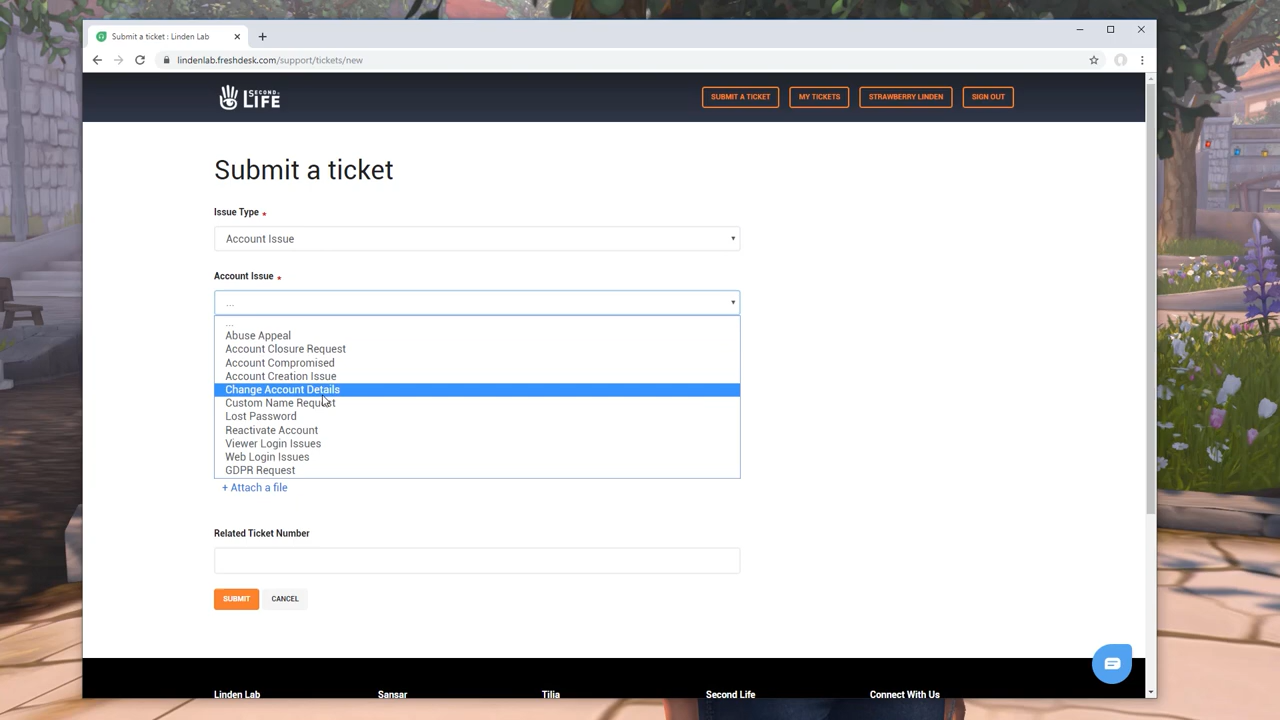 Submit a ticket : Linden Lab
lindenlab.freshdesk.com/support/tickets/new
SECOND LIFE
SUBMIT A TICKET
MY TICKETS
STRAWBERRY LINDEN
SIGN OUT
Submit a ticket
Issue Type *
Account Issue
Account Issue *
...
...
Abuse Appeal
Account Closure Request
Account Compromised
Account Creation Issue
Change Account Details
Custom Name Request
Lost Password
Reactivate Account
Viewer Login Issues
Web Login Issues
GDPR Request
+ Attach a file
Related Ticket Number
SUBMIT
CANCEL
Linden Lab
Sansar
Tilia
Second Life
Connect With Us